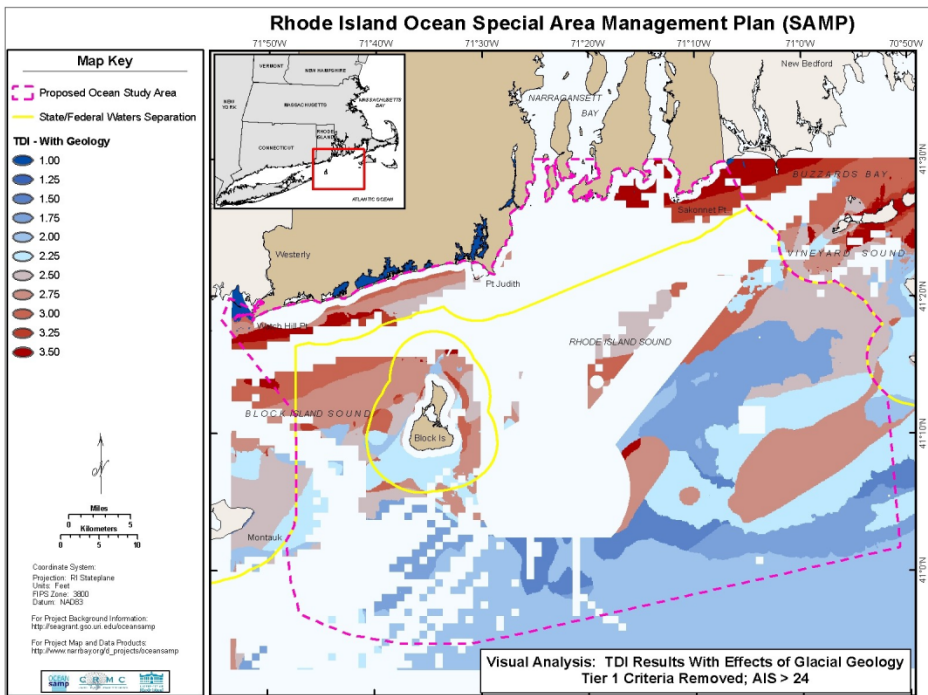 Rhode Island Ocean Special Area Management Plan (SAMP)
71°50'W
71°40'W
71°30'W
71°20'W
71°10'W
71°0'W
70°50'W
Map Key
Proposed Ocean Study Area
State/Federal Waters Separation
TDI - With Geology
1.00
1.25
1.50
1.75
2.00
2.25
2.50
2.75
3.00
3.25
3.50
VERMONT
NEW HAMPSHIRE
NEW YORK
MASSACHUSETTS
MASSACHUSETTS BAY
CONNECTICUT
RHODE ISLAND
ATLANTIC OCEAN
NARRAGANSETT
BAY
New Bedford
41°30'N
BUZZARDS BAY
Sakonnet Pt
VINEYARD SOUND
Westerly
Pt Judith
41°20'N
Watch Hill Pt
RHODE ISLAND SOUND
BLOCK ISLAND SOUND
Block Is
41°10'N
Montauk
41°0'N
N
Miles
0 5
Kilometers
0 5 10
Coordinate System:
Projection: RI Stateplane
Units: Feet
FIPS Zone: 3800
Datum: NAD83
For Project Background Information:
http://seagrant.gso.uri.edu/oceansamp
For Project Map and Data Products:
http://www.narrbay.org/d_projects/oceansamp
OCEAN
samp
CRMC
Visual Analysis: TDI Results With Effects of Glacial Geology
Tier 1 Criteria Removed; AIS > 24